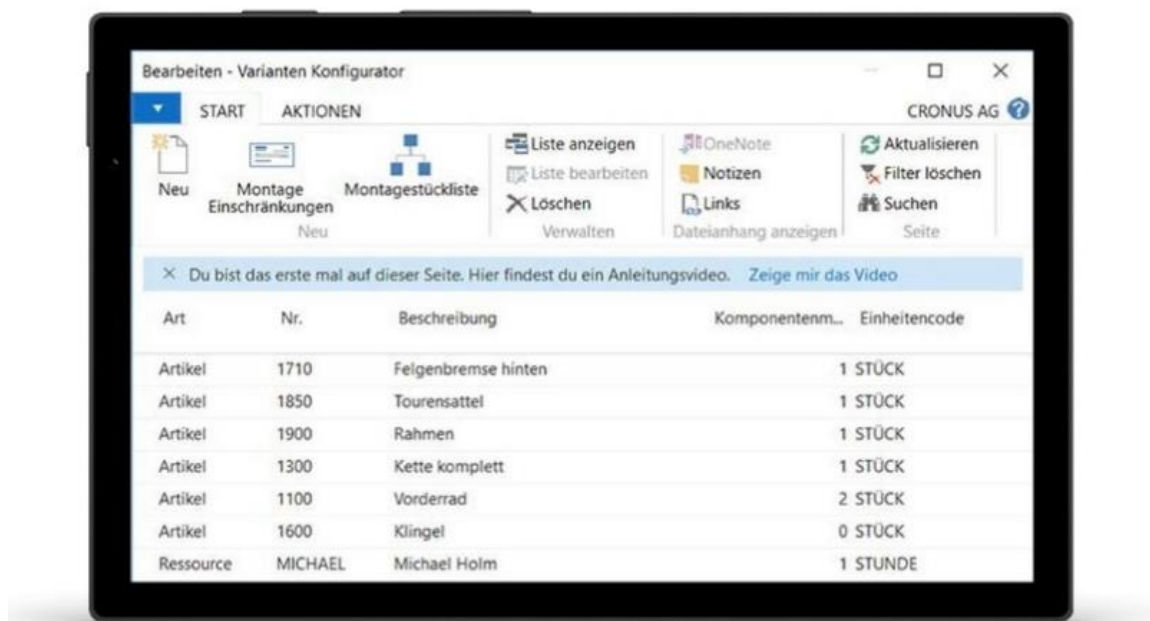 Bearbeiten - Varianten Konfigurator
START AKTIONEN CRONUS AG
Neu
Montage Einschränkungen
Montagestückliste
Neu
Liste anzeigen
Liste bearbeiten
Löschen
Verwalten
OneNote
Notizen
Links
Dateianhang anzeigen
Aktualisieren
Filter löschen
Suchen
Seite
Du bist das erste mal auf dieser Seite. Hier findest du ein Anleitungsvideo. Zeige mir das Video
Art Nr. Beschreibung Komponentenm... Einheitencode
Artikel 1710 Felgenbremse hinten 1 STÜCK
Artikel 1850 Tourensattel 1 STÜCK
Artikel 1900 Rahmen 1 STÜCK
Artikel 1300 Kette komplett 1 STÜCK
Artikel 1100 Vorderrad 2 STÜCK
Artikel 1600 Klingel 0 STÜCK
Ressource MICHAEL Michael Holm 1 STUNDE